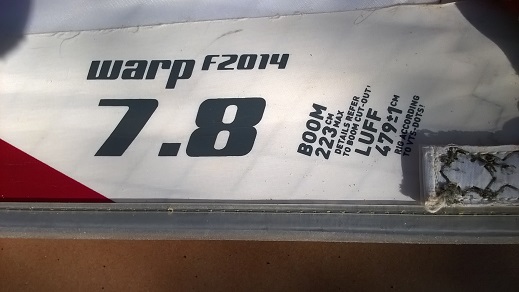 warp F2014
7.8
BOOM
223CM
MAX
DETAILS REFER
TO BOOM CUT-OUT!
LUFF
479±1CM
RIG ACCORDING
TO VTS-DOTS!